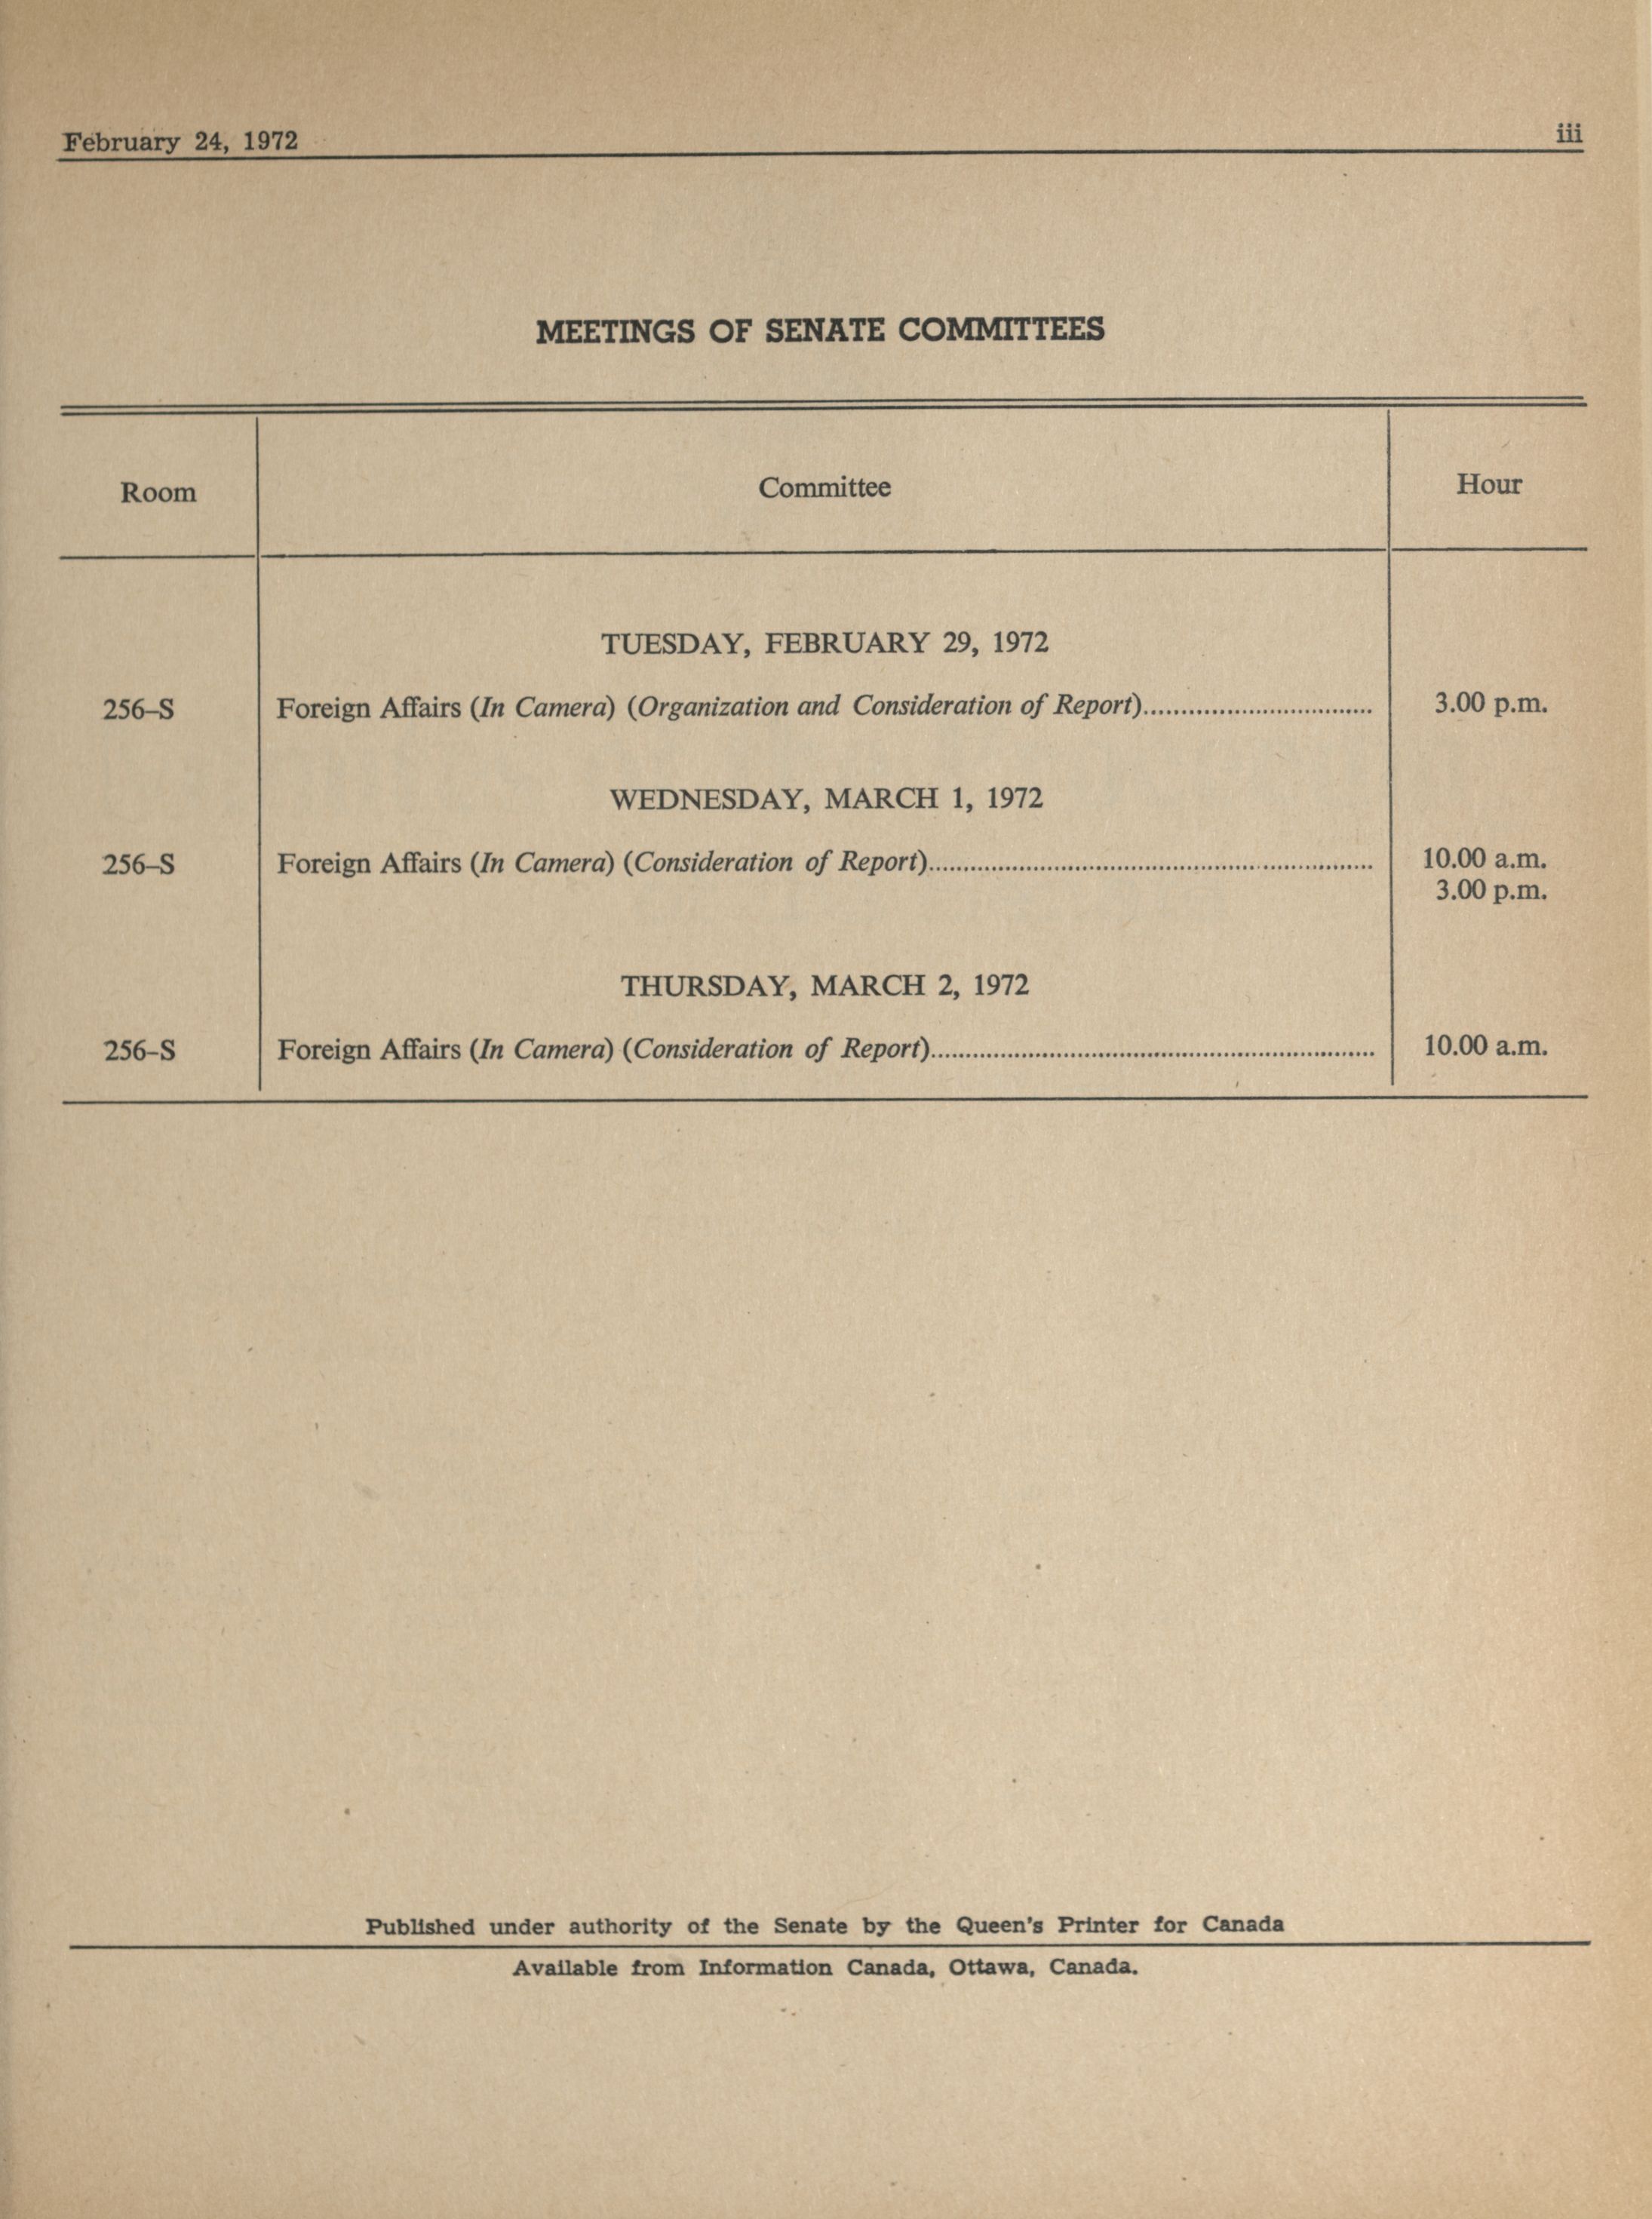 February 24, 1972 iii
MEETINGS OF SENATE COMMITTEES
Room Committee Hour
TUESDAY, FEBRUARY 29, 1972
256–S Foreign Affairs (In Camera) (Organization and Consideration of Report)................................ 3.00 p.m.
WEDNESDAY, MARCH 1, 1972
256–S Foreign Affairs (In Camera) (Consideration of Report)................................................................ 10.00 a.m.
3.00 p.m.
THURSDAY, MARCH 2, 1972
256–S Foreign Affairs (In Camera) (Consideration of Report)................................................................ 10.00 a.m.
Published under authority of the Senate by the Queen's Printer for Canada
Available from Information Canada, Ottawa, Canada.